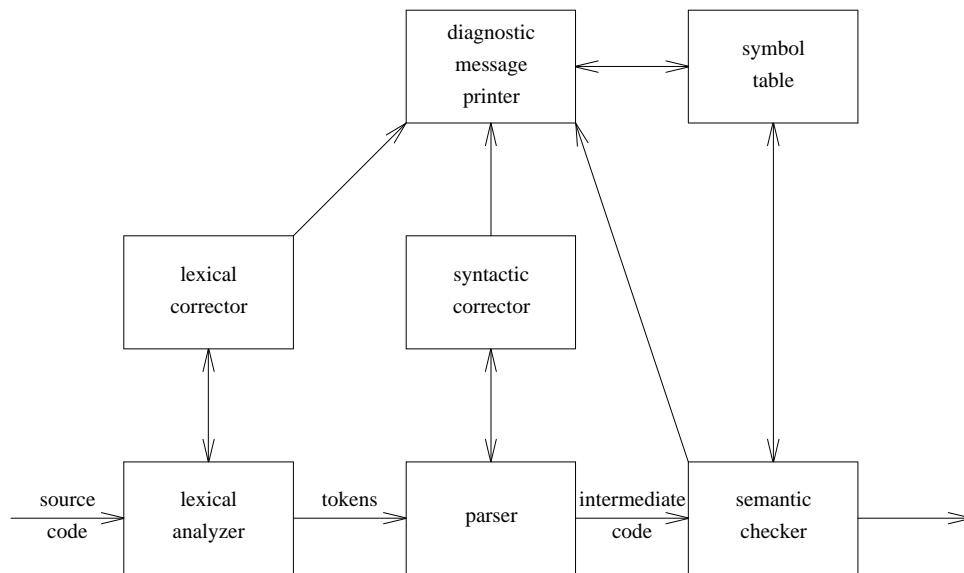 diagnostic
message
printer
symbol
table
lexical
corrector
syntactic
corrector
source
code
lexical
analyzer
tokens
parser
intermediate
code
semantic
checker